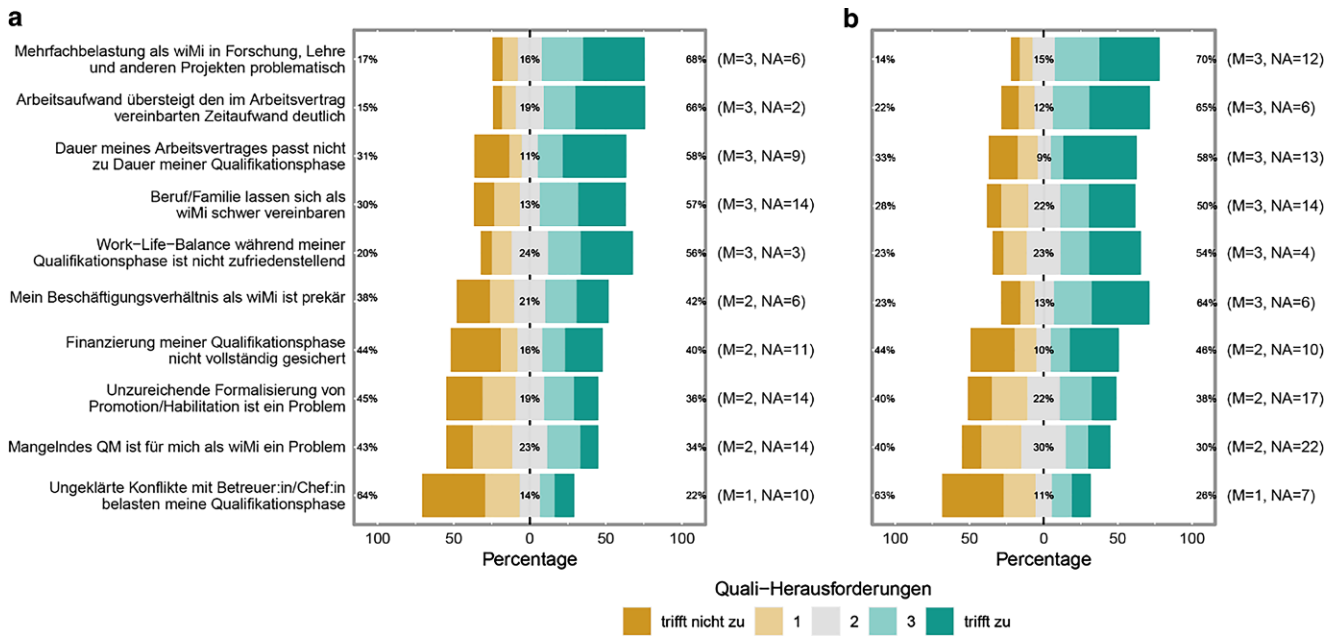 a
b
Mehrfachbelastung als wiMi in Forschung, Lehre
und anderen Projekten problematisch
17% 16% 68% (M=3, NA=6) 14% 15% 70% (M=3, NA=12)
Arbeitsaufwand übersteigt den im Arbeitsvertrag
vereinbarten Zeitaufwand deutlich
15% 19% 66% (M=3, NA=2) 22% 12% 65% (M=3, NA=6)
Dauer meines Arbeitsvertrages passt nicht
zu Dauer meiner Qualifikationsphase
31% 11% 58% (M=3, NA=9) 33% 9% 58% (M=3, NA=13)
Beruf/Familie lassen sich als
wiMi schwer vereinbaren
30% 13% 57% (M=3, NA=14) 28% 22% 50% (M=3, NA=14)
Work−Life−Balance während meiner
Qualifikationsphase ist nicht zufriedenstellend
20% 24% 56% (M=3, NA=3) 23% 23% 54% (M=3, NA=4)
Mein Beschäftigungsverhältnis als wiMi ist prekär
38% 21% 42% (M=2, NA=6) 23% 13% 64% (M=3, NA=6)
Finanzierung meiner Qualifikationsphase
nicht vollständig gesichert
44% 16% 40% (M=2, NA=11) 44% 10% 46% (M=2, NA=10)
Unzureichende Formalisierung von
Promotion/Habilitation ist ein Problem
45% 19% 36% (M=2, NA=14) 40% 22% 38% (M=2, NA=17)
Mangelndes QM ist für mich als wiMi ein Problem
43% 23% 34% (M=2, NA=14) 40% 30% 30% (M=2, NA=22)
Ungeklärte Konflikte mit Betreuer:in/Chef:in
belasten meine Qualifikationsphase
64% 14% 22% (M=1, NA=10) 63% 11% 26% (M=1, NA=7)
100 50 0 50 100 100 50 0 50 100
Percentage Percentage
Quali−Herausforderungen
trifft nicht zu 1 2 3 trifft zu